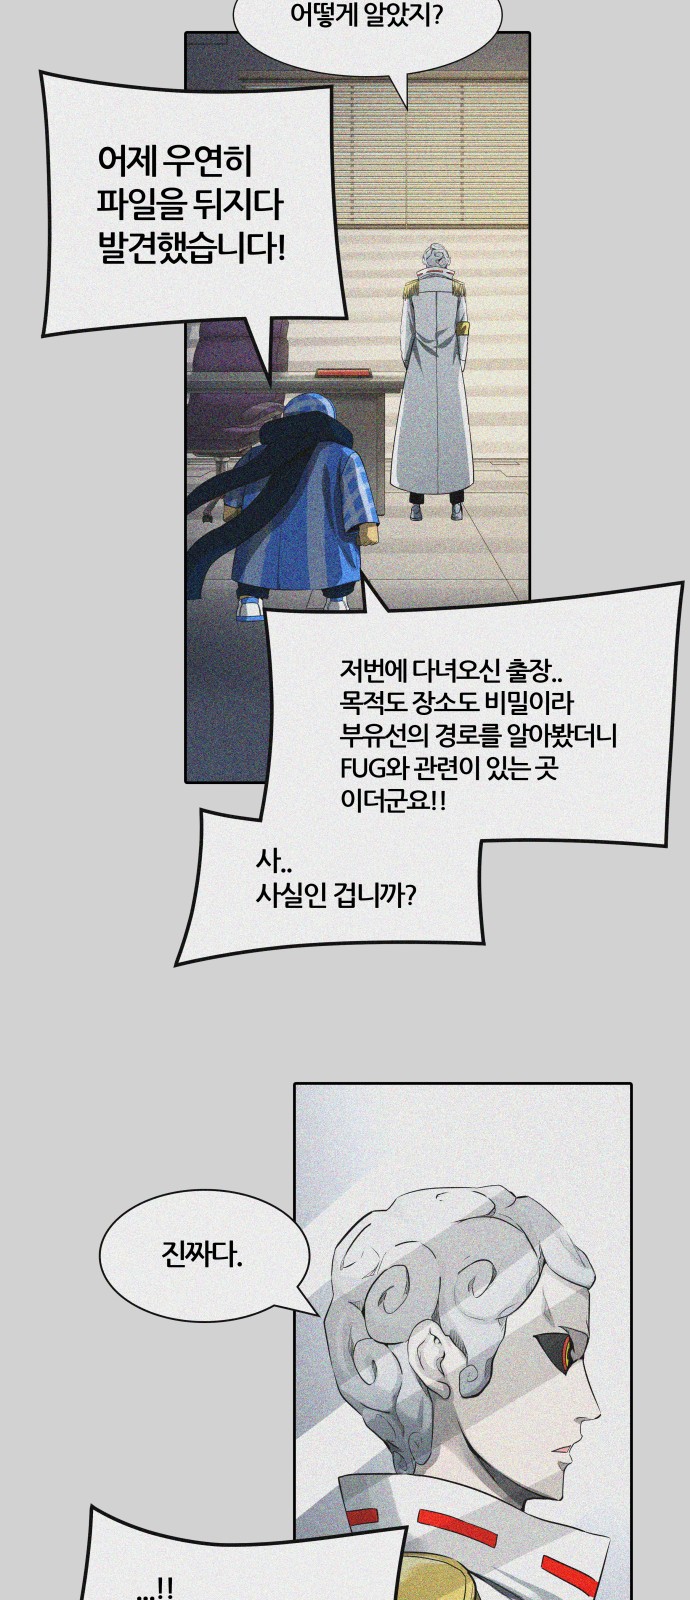 어떻게 알았지?
어제 우연히
파일을 뒤지다
발견했습니다!
저번에 다녀오신 출장..
목적도 장소도 비밀이라
부유선의 경로를 알아봤더니
FUG와 관련이 있는 곳
이더군요!!
사..
사실인 겁니까?
진짜다.
...!!